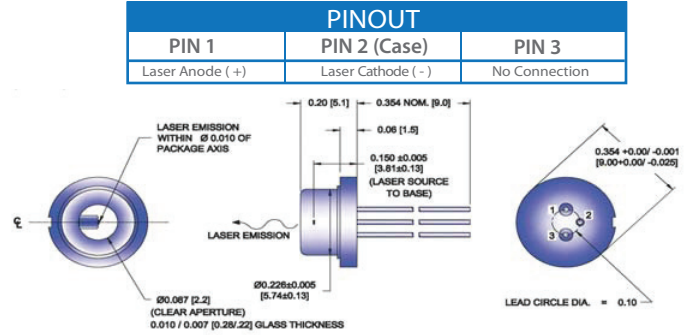 PINOUT
PIN 1 PIN 2 (Case) PIN 3
Laser Anode ( + ) Laser Cathode ( - ) No Connection
0.20 [5.1] 0.354 NOM. [9.0]
0.06 [1.5]
LASER EMISSION
WITHIN Ø 0.010 OF
PACKAGE AXIS
0.150 ±0.005
[3.81±0.13]
(LASER SOURCE
TO BASE)
0.354 +0.00/ -0.001
[9.00+0.00/ -0.025]
℄
LASER EMISSION
1
2
3
Ø0.226±0.005
[5.74±0.13]
Ø0.087 [2.2]
(CLEAR APERTURE)
0.010 / 0.007 [0.28/.22] GLASS THICKNESS
LEAD CIRCLE DIA. = 0.10